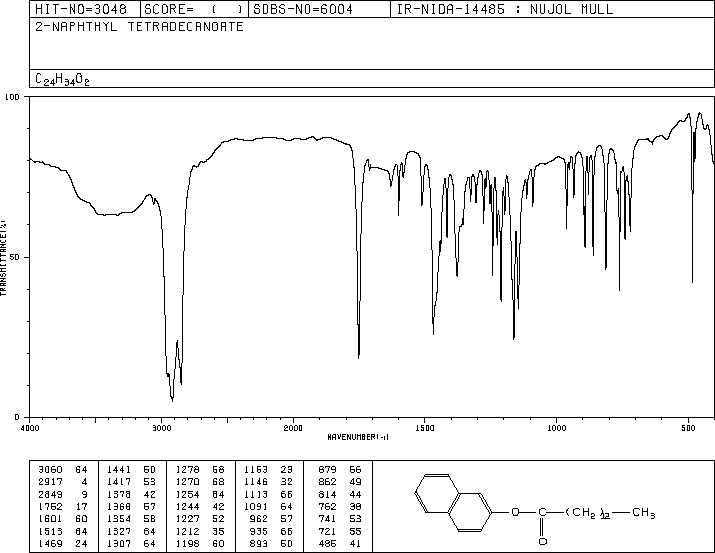 HIT-NO=3048 SCORE= ( ) SDBS-NO=6004 IR-NIDA-14485 : NUJOL MULL
2-NAPHTHYL TETRADECANOATE
C24H34O2
100
50
0
TRANSMITTANCE(%)
4000 3000 2000 1500 1000 500
WAVENUMBER(-1)
3060 64 1441 50 1278 58 1153 23 879 56
2917 4 1417 53 1270 68 1146 32 862 49
2849 9 1378 42 1254 64 1113 66 814 44
1752 17 1368 57 1244 42 1091 64 762 38
1601 60 1354 58 1227 52 962 57 741 53
1513 64 1327 64 1212 35 935 66 721 55
1469 24 1307 64 1198 60 893 50 486 41
O—C—(CH2)12—CH3
O